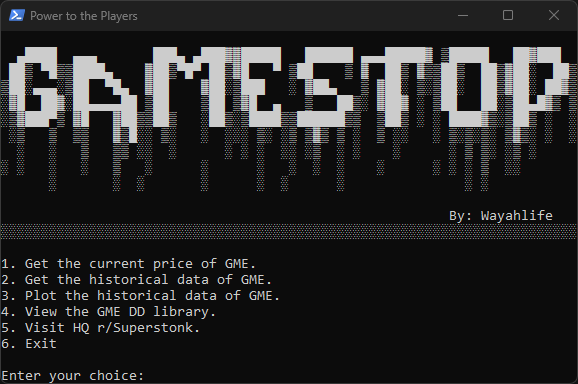 Power to the Players
GAMESTOP
By: Wayahlife
1. Get the current price of GME.
2. Get the historical data of GME.
3. Plot the historical data of GME.
4. View the GME DD library.
5. Visit HQ r/Superstonk.
6. Exit
Enter your choice: